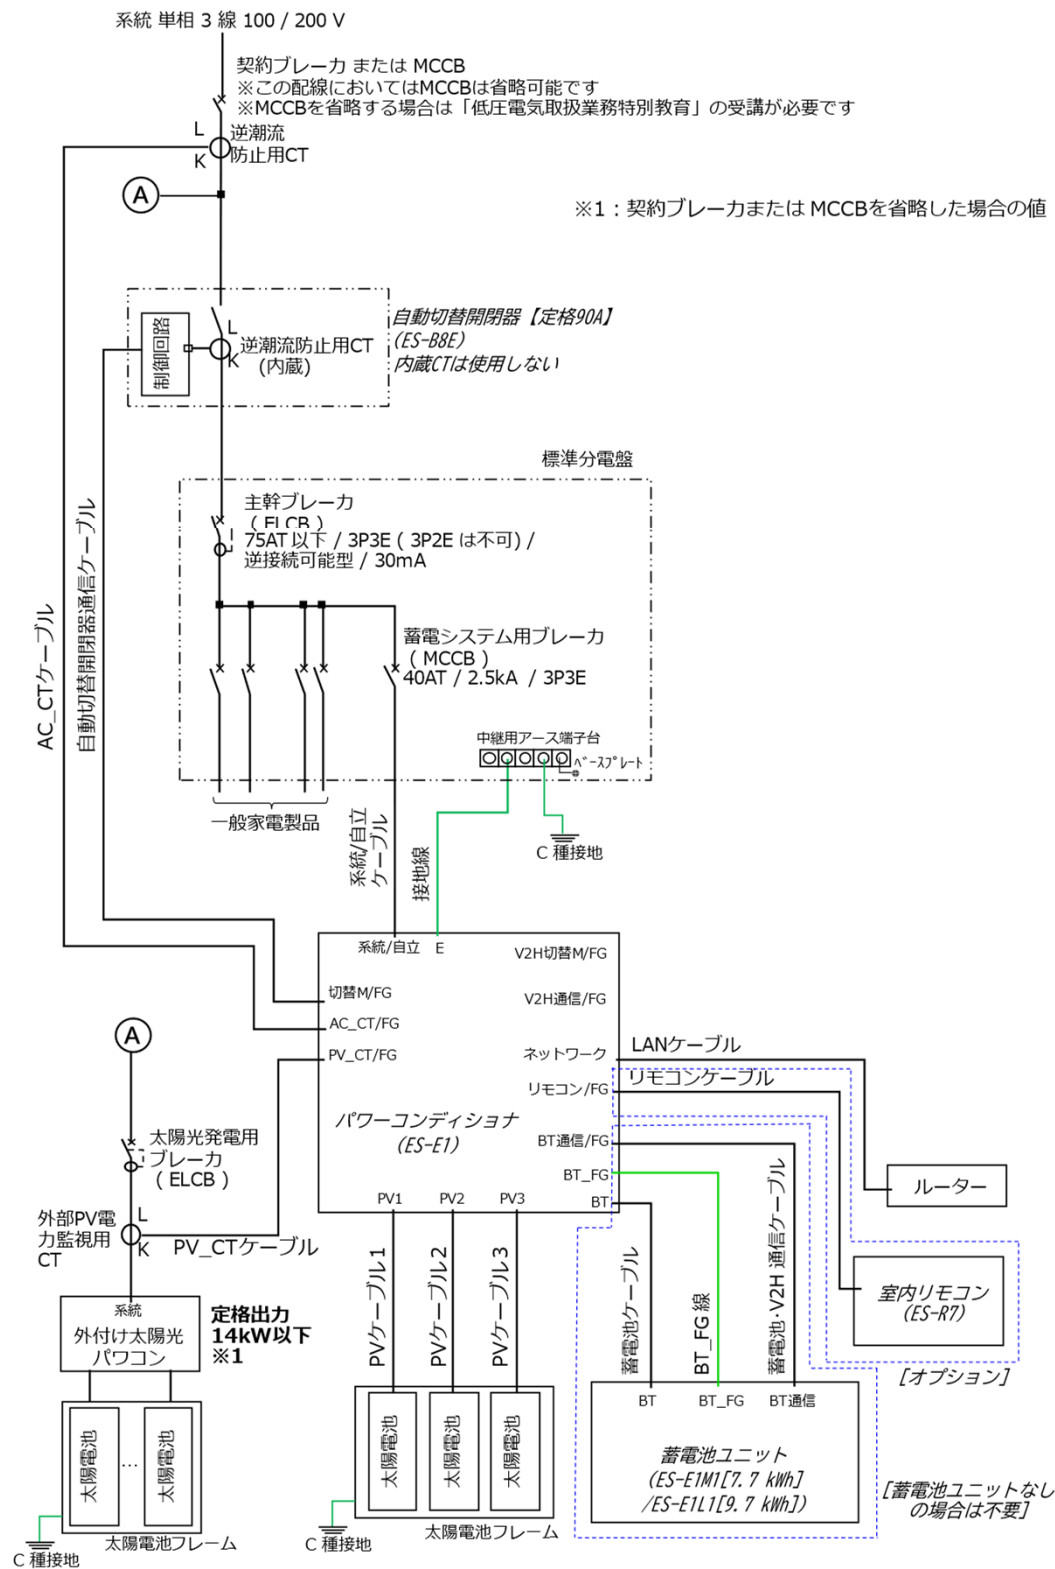 系統 単相 3 線 100 / 200 V
契約ブレーカ または MCCB
※この配線においてはMCCBは省略可能です
※MCCBを省略する場合は「低圧電気取扱業務特別教育」の受講が必要です
L
K
逆潮流
防止用CT
A
※1：契約ブレーカまたは MCCBを省略した場合の値
制御回路
L
K
逆潮流防止用CT
(内蔵)
自動切替開閉器【定格90A】
(ES-B8E)
内蔵CTは使用しない
標準分電盤
主幹ブレーカ
( ELCB )
75AT 以下 / 3P3E ( 3P2E は不可) /
逆接続可能型 / 30mA
蓄電システム用ブレーカ
( MCCB )
40AT / 2.5kA / 3P3E
AC_CTケーブル
自動切替開閉器通信ケーブル
中継用アース端子台
ﾍﾞｰｽﾌﾟﾚｰﾄ
一般家電製品
系統/自立
ケーブル
接地線
C 種接地
系統/自立
E
V2H切替M/FG
切替M/FG
V2H通信/FG
AC_CT/FG
PV_CT/FG
ネットワーク
リモコン/FG
パワーコンディショナ
(ES-E1)
BT通信/FG
BT_FG
BT
PV1
PV2
PV3
LANケーブル
リモコンケーブル
ルーター
A
太陽光発電用
ブレーカ
( ELCB )
外部PV電
力監視用
CT
L
K
PV_CTケーブル
系統
外付け太陽光
パワコン
定格出力
14kW以下
※1
太陽電池
…
太陽電池
太陽電池フレーム
C 種接地
PVケーブル1
PVケーブル2
PVケーブル3
太陽電池
太陽電池
太陽電池
太陽電池フレーム
C 種接地
蓄電池ケーブル
BT_FG 線
蓄電池･V2H 通信ケーブル
室内リモコン
(ES-R7)
[オプション]
BT
BT_FG
BT通信
蓄電池ユニット
(ES-E1M1[7.7 kWh]
/ES-E1L1[9.7 kWh])
[蓄電池ユニットなし
の場合は不要]